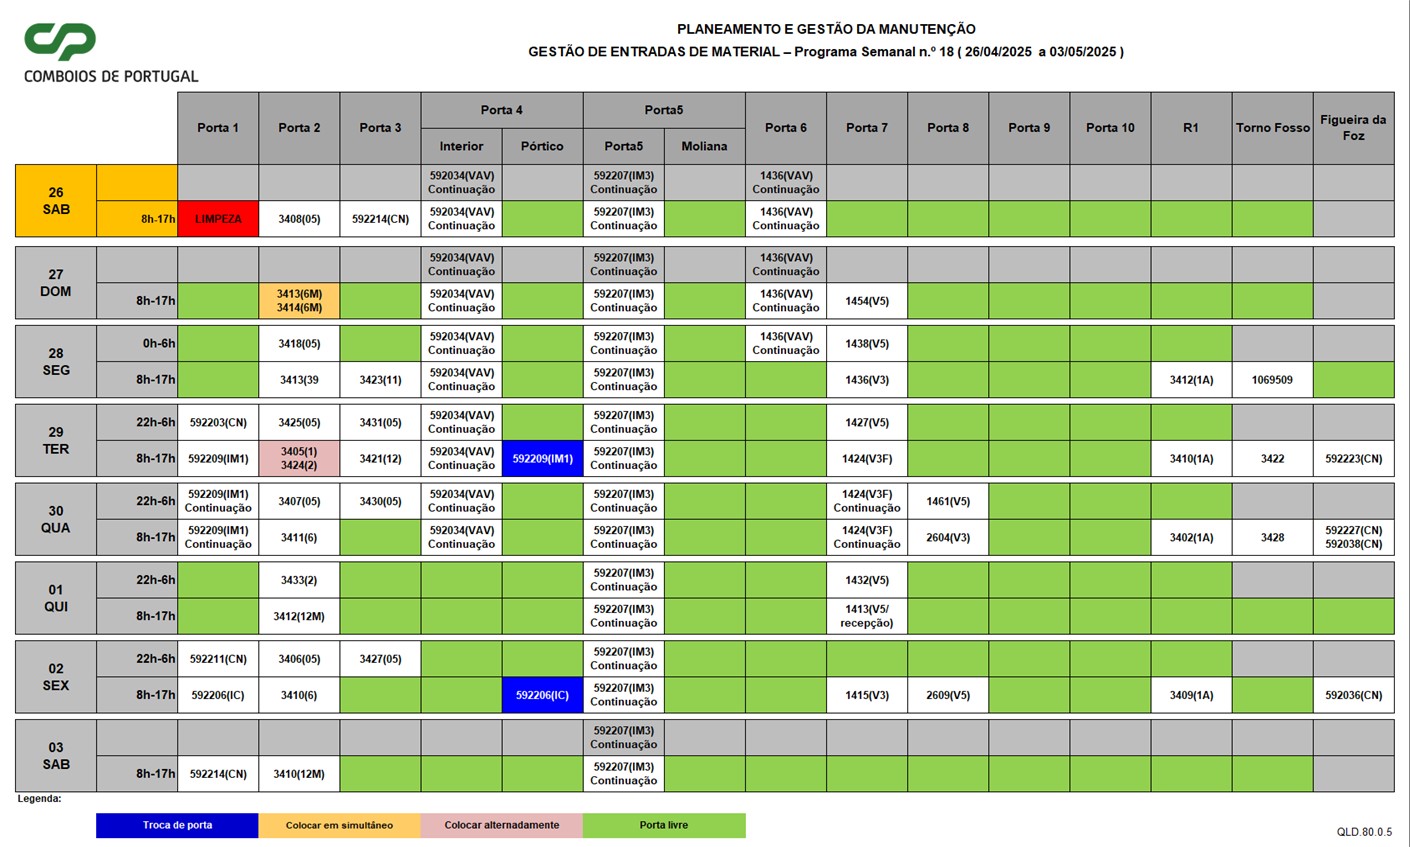 CP
COMBOIOS DE PORTUGAL
PLANEAMENTO E GESTÃO DA MANUTENÇÃO
GESTÃO DE ENTRADAS DE MATERIAL – Programa Semanal n.º 18 ( 26/04/2025 a 03/05/2025 )
Porta 1 Porta 2 Porta 3 Porta 4 Porta5 Porta 6 Porta 7 Porta 8 Porta 9 Porta 10 R1 Torno Fosso Figueira da Foz
Interior Pórtico Porta5 Moliana
26 SAB
592034(VAV) Continuação 592207(IM3) Continuação 1436(VAV) Continuação
8h-17h LIMPEZA 3408(05) 592214(CN) 592034(VAV) Continuação 592207(IM3) Continuação 1436(VAV) Continuação
27 DOM
592034(VAV) Continuação 592207(IM3) Continuação 1436(VAV) Continuação
8h-17h 3413(6M) 3414(6M) 592034(VAV) Continuação 592207(IM3) Continuação 1436(VAV) Continuação 1454(V5)
28 SEG
0h-6h 3418(05) 592034(VAV) Continuação 592207(IM3) Continuação 1436(VAV) Continuação 1438(V5)
8h-17h 3413(39 3423(11) 592034(VAV) Continuação 592207(IM3) Continuação 1436(V3) 3412(1A) 1069509
29 TER
22h-6h 592203(CN) 3425(05) 3431(05) 592034(VAV) Continuação 592207(IM3) Continuação 1427(V5)
8h-17h 592209(IM1) 3405(1) 3424(2) 3421(12) 592034(VAV) Continuação 592209(IM1) 592207(IM3) Continuação 1424(V3F) 3410(1A) 3422 592223(CN)
30 QUA
22h-6h 592209(IM1) Continuação 3407(05) 3430(05) 592034(VAV) Continuação 592207(IM3) Continuação 1424(V3F) Continuação 1461(V5)
8h-17h 592209(IM1) Continuação 3411(6) 592034(VAV) Continuação 592207(IM3) Continuação 1424(V3F) Continuação 2604(V3) 3402(1A) 3428 592227(CN) 592038(CN)
01 QUI
22h-6h 3433(2) 592207(IM3) Continuação 1432(V5)
8h-17h 3412(12M) 592207(IM3) Continuação 1413(V5/ recepção)
02 SEX
22h-6h 592211(CN) 3406(05) 3427(05) 592207(IM3) Continuação
8h-17h 592206(IC) 3410(6) 592206(IC) 592207(IM3) Continuação 1415(V3) 2609(V5) 3409(1A) 592036(CN)
03 SAB
592207(IM3) Continuação
8h-17h 592214(CN) 3410(12M) 592207(IM3) Continuação
Legenda:
Troca de porta Colocar em simultáneo Colocar alternadamente Porta livre
QLD.80.0.5